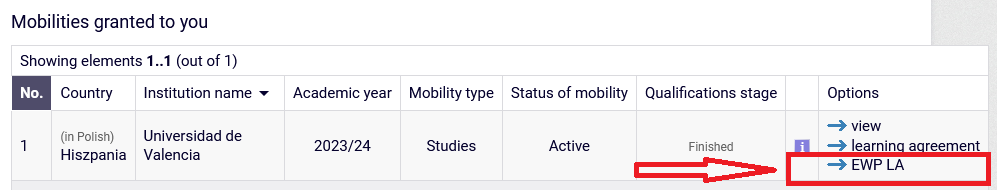 Mobilities granted to you
Showing elements 1..1 (out of 1)
No. Country Institution name Academic year Mobility type Status of mobility Qualifications stage Options
1 (in Polish) Hiszpania Universidad de Valencia 2023/24 Studies Active Finished i view
learning agreement
EWP LA